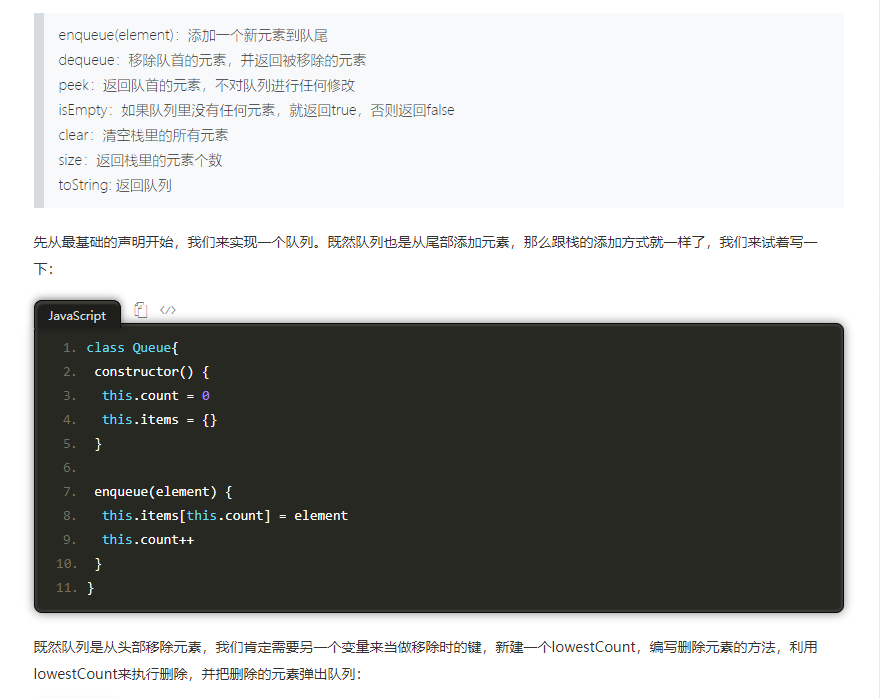 enqueue(element)：添加一个新元素到队尾
dequeue：移除队首的元素，并返回被移除的元素
peek：返回队首的元素，不对队列进行任何修改
isEmpty：如果队列里没有任何元素，就返回true，否则返回false
clear：清空栈里的所有元素
size：返回栈里的元素个数
toString: 返回队列
先从最基础的声明开始，我们来实现一个队列。既然队列也是从尾部添加元素，那么跟栈的添加方式就一样了，我们来试着写一
下：
JavaScript </>
1. class Queue{
2. constructor() {
3. this.count = 0
4. this.items = {}
5. }
6.
7. enqueue(element) {
8. this.items[this.count] = element
9. this.count++
10. }
11. }
既然队列是从头部移除元素，我们肯定需要另一个变量来当做移除时的键，新建一个lowestCount，编写删除元素的方法，利用
lowestCount来执行删除，并把删除的元素弹出队列：